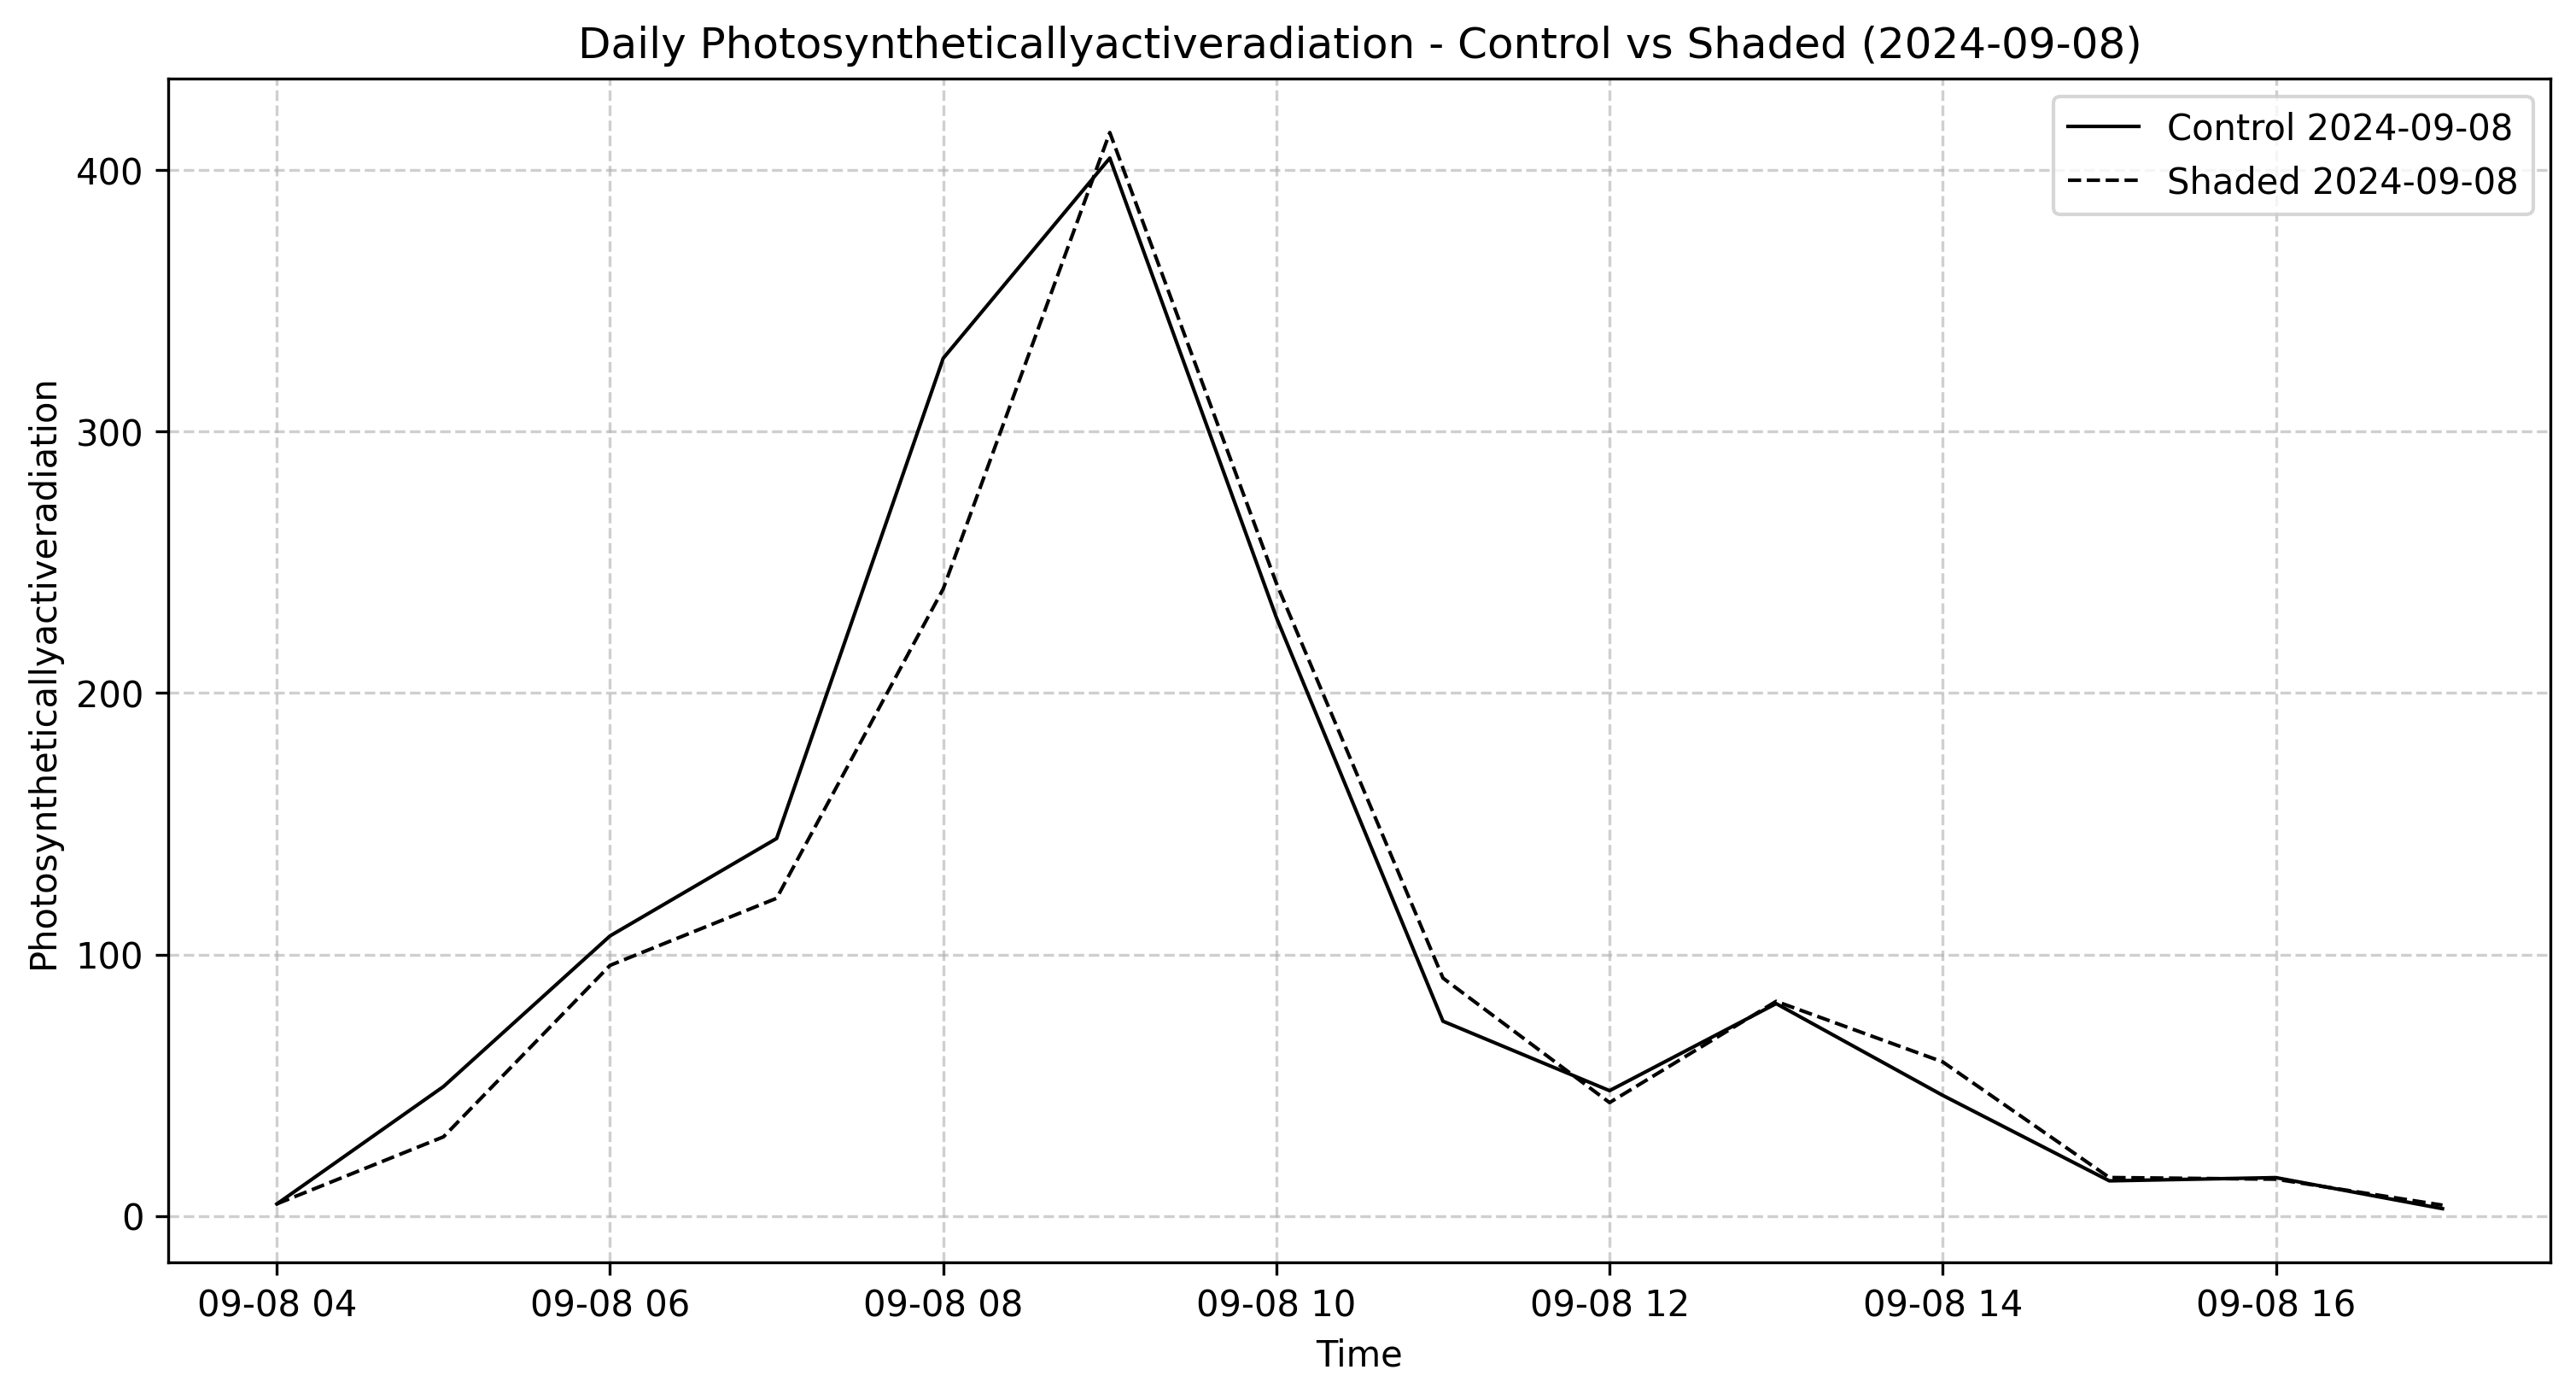 Daily Photosyntheticallyactiveradiation - Control vs Shaded (2024-09-08)
Control 2024-09-08
Shaded 2024-09-08
Photosyntheticallyactiveradiation
400
300
200
100
0
09-08 04 09-08 06 09-08 08 09-08 10 09-08 12 09-08 14 09-08 16
Time